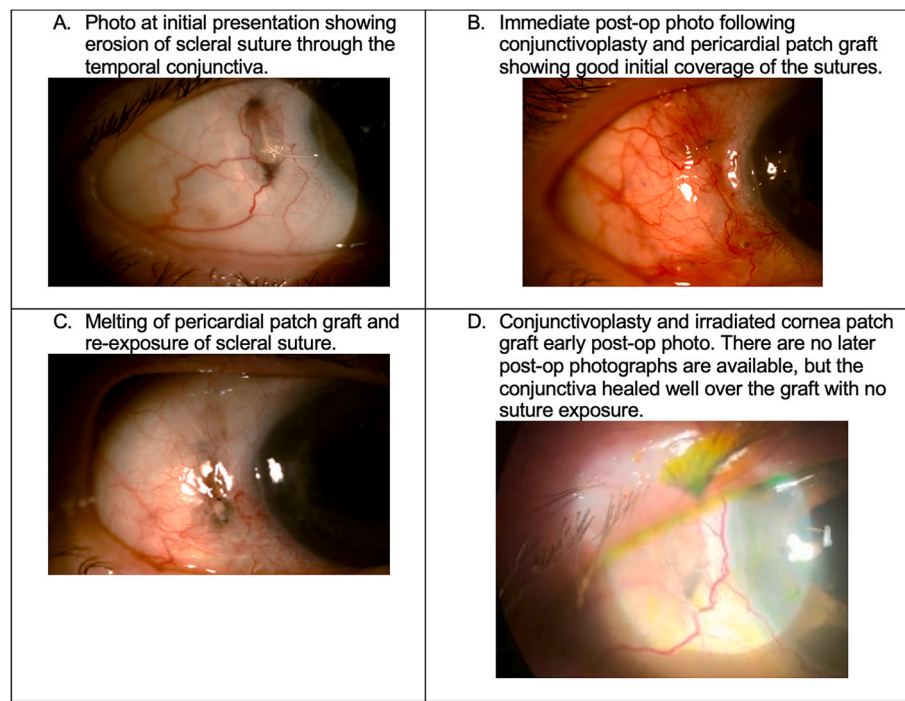 A. Photo at initial presentation showing
erosion of scleral suture through the
temporal conjunctiva.
B. Immediate post-op photo following
conjunctivoplasty and pericardial patch graft
showing good initial coverage of the sutures.
C. Melting of pericardial patch graft and
re-exposure of scleral suture.
D. Conjunctivoplasty and irradiated cornea patch
graft early post-op photo. There are no later
post-op photographs are available, but the
conjunctiva healed well over the graft with no
suture exposure.